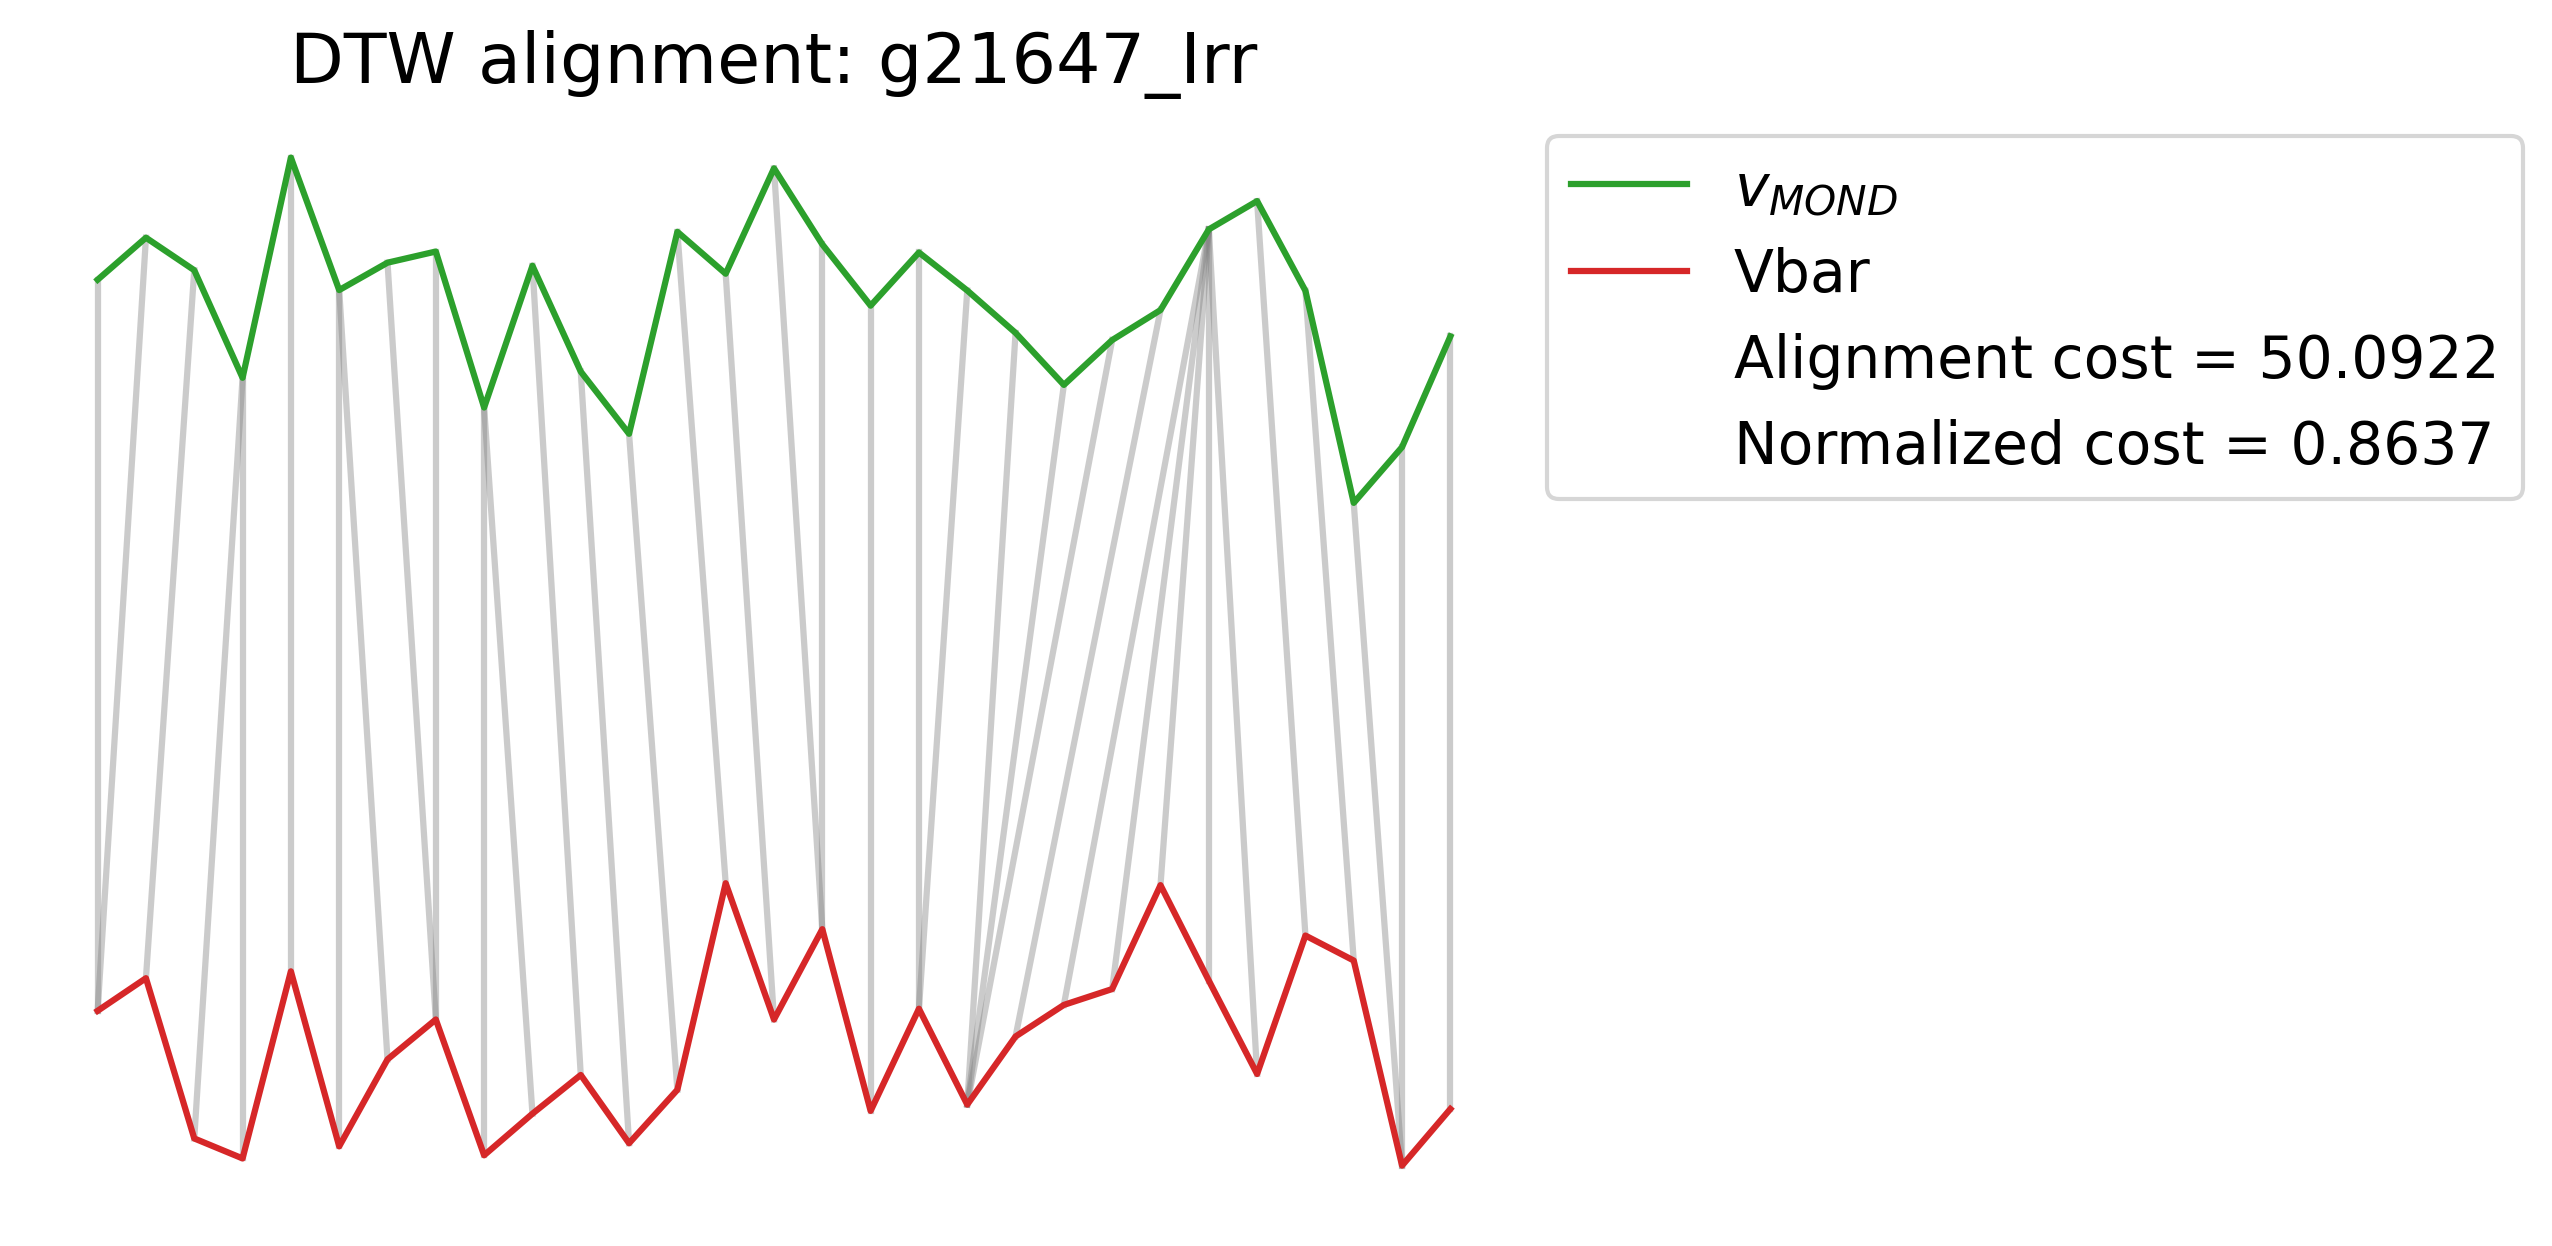 DTW alignment: g21647_Irr
v_MOND
Vbar
Alignment cost = 50.0922
Normalized cost = 0.8637